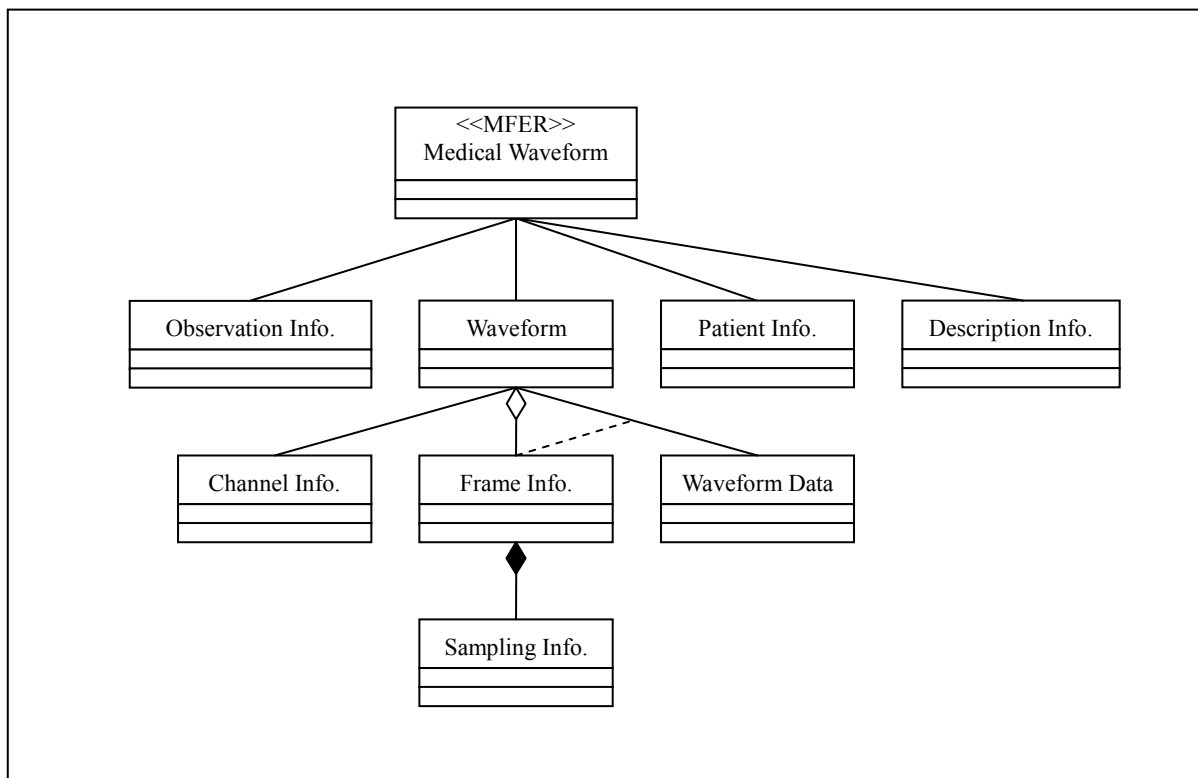 <<MFER>>
Medical Waveform
Observation Info.
Waveform
Patient Info.
Description Info.
Channel Info.
Frame Info.
Waveform Data
Sampling Info.